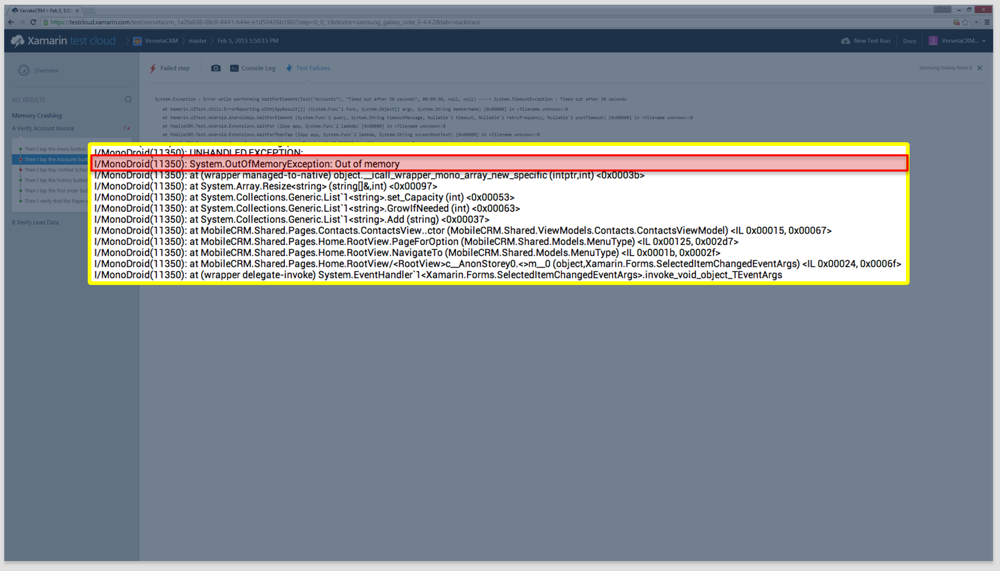 VervetaCRM > Feb 5, 5:02
Steve
https://testcloud.xamarin.com/test/vervetacrm_1a2fa638-08c8-4441-b44e-e1d50426b190/?step=0_0_1&device=samsung_galaxy_note_ii-4.4.2&tab=stacktrace
Xamarin test cloud
VervetaCRM
master
Feb 5, 2015 5:50:15 PM
New Test Run
Docs
VervetaCRM...
Overview
Failed step
Console Log
Test Failures
Samsung Galaxy Note II
ALL RESULTS
Memory Crashing
A Verify Account Invoice
7
Then I tap the menu button
Then I tap the Accounts butt
Then I tap Bay Unified Schoo
Then I tap the history button
Then I tap the first order but
Then I verify that the Paper e
B Verify Lead Data
System.Exception : Error while performing WaitForElement(Text("Accounts"), "Timed out after 30 seconds", 00:00:30, null, null) ----> System.TimeoutException : Timed out after 30 seconds
at Xamarin.UITest.Utils.ErrorReporting.With[AppResult[]] (System.Func`1 func, System.Object[] args, System.String memberName) [0x00000] in <filename unknown>:0
at Xamarin.UITest.Android.AndroidApp.WaitForElement (System.Func`2 query, System.String timeoutMessage, Nullable`1 timeout, Nullable`1 retryFrequency, Nullable`1 postTimeout) [0x00000] in <filename unknown>:0
at MobileCRM.Test.Android.Extensions.WaitFor (IApp app, System.Func`2 lambda) [0x00000] in <filename unknown>:0
at MobileCRM.Test.Android.Extensions.WaitForThenTap (IApp app, System.Func`2 lambda, System.String screenShotText) [0x00000] in <filename unknown>:0
I/MonoDroid(11350): UNHANDLED EXCEPTION:
I/MonoDroid(11350): System.OutOfMemoryException: Out of memory
I/MonoDroid(11350): at (wrapper managed-to-native) object.__icall_wrapper_mono_array_new_specific (intptr,int) <0x0003b>
I/MonoDroid(11350): at System.Array.Resize<string> (string[]&,int) <0x00097>
I/MonoDroid(11350): at System.Collections.Generic.List`1<string>.set_Capacity (int) <0x00053>
I/MonoDroid(11350): at System.Collections.Generic.List`1<string>.GrowIfNeeded (int) <0x00063>
I/MonoDroid(11350): at System.Collections.Generic.List`1<string>.Add (string) <0x00037>
I/MonoDroid(11350): at MobileCRM.Shared.Pages.Contacts.ContactsView..ctor (MobileCRM.Shared.ViewModels.Contacts.ContactsViewModel) <IL 0x00015, 0x00067>
I/MonoDroid(11350): at MobileCRM.Shared.Pages.Home.RootView.PageForOption (MobileCRM.Shared.Models.MenuType) <IL 0x00125, 0x002d7>
I/MonoDroid(11350): at MobileCRM.Shared.Pages.Home.RootView.NavigateTo (MobileCRM.Shared.Models.MenuType) <IL 0x0001b, 0x0002f>
I/MonoDroid(11350): at MobileCRM.Shared.Pages.Home.RootView/<RootView>c__AnonStorey0.<>m__0 (object,Xamarin.Forms.SelectedItemChangedEventArgs) <IL 0x00024, 0x0006f>
I/MonoDroid(11350): at (wrapper delegate-invoke) System.EventHandler`1<Xamarin.Forms.SelectedItemChangedEventArgs>.invoke_void_object_TEventArgs